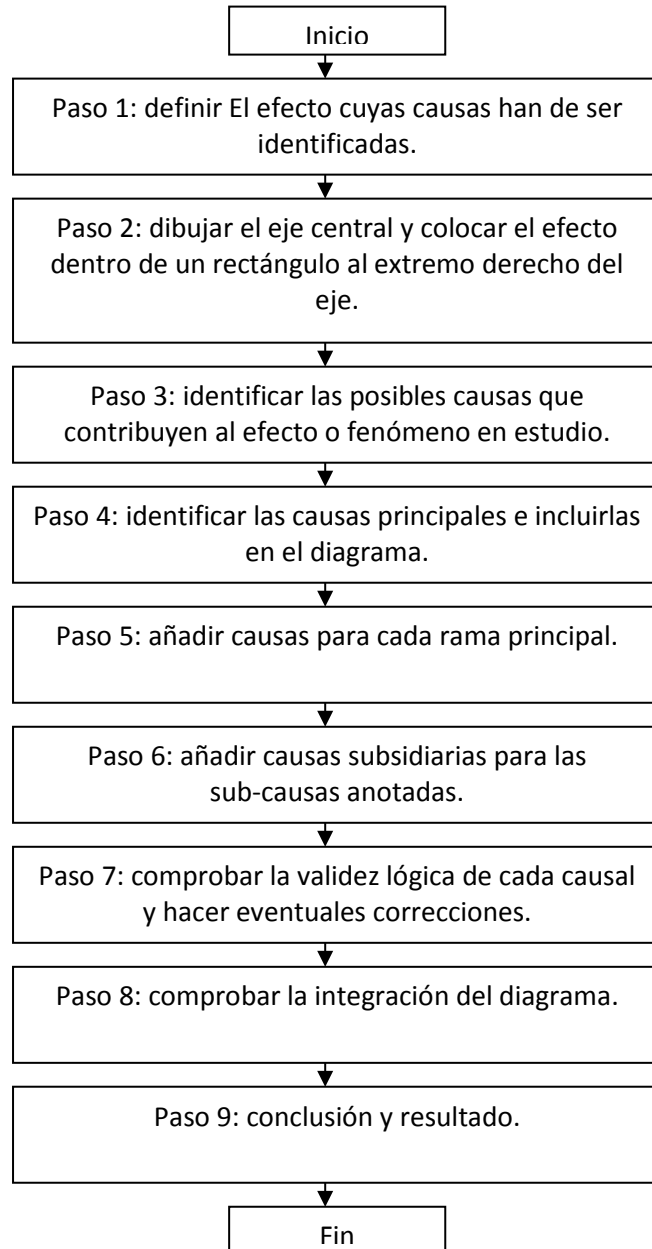 Inicio
Paso 1: definir El efecto cuyas causas han de ser
identificadas.
Paso 2: dibujar el eje central y colocar el efecto
dentro de un rectángulo al extremo derecho del
eje.
Paso 3: identificar las posibles causas que
contribuyen al efecto o fenómeno en estudio.
Paso 4: identificar las causas principales e incluirlas
en el diagrama.
Paso 5: añadir causas para cada rama principal.
Paso 6: añadir causas subsidiarias para las
sub-causas anotadas.
Paso 7: comprobar la validez lógica de cada causal
y hacer eventuales correcciones.
Paso 8: comprobar la integración del diagrama.
Paso 9: conclusión y resultado.
Fin